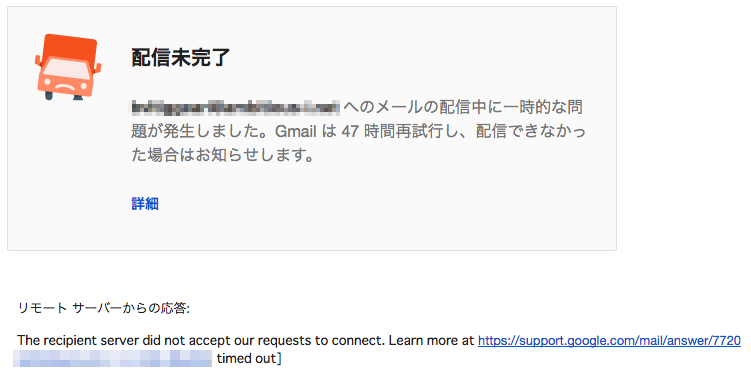 配信未完了
へのメールの配信中に一時的な問
題が発生しました。Gmail は 47 時間再試行し、配信できなかっ
た場合はお知らせします。
詳細
リモート サーバーからの応答:
The recipient server did not accept our requests to connect. Learn more at https://support.google.com/mail/answer/7720
timed out]